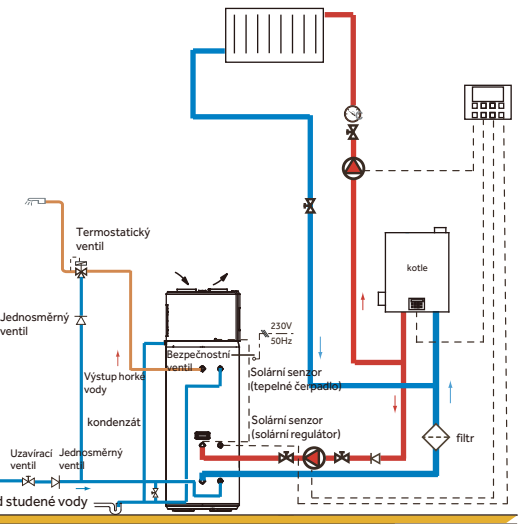 Termostatický
ventil
kotle
Jednosměrný
ventil
230V
50Hz
Bezpečnostní
ventil
Výstup horké
vody
Solární senzor
(tepelné čerpadlo)
kondenzát
Solární senzor
(solární regulátor)
filtr
Uzavírací
ventil
Jednosměrný
ventil
d studené vody